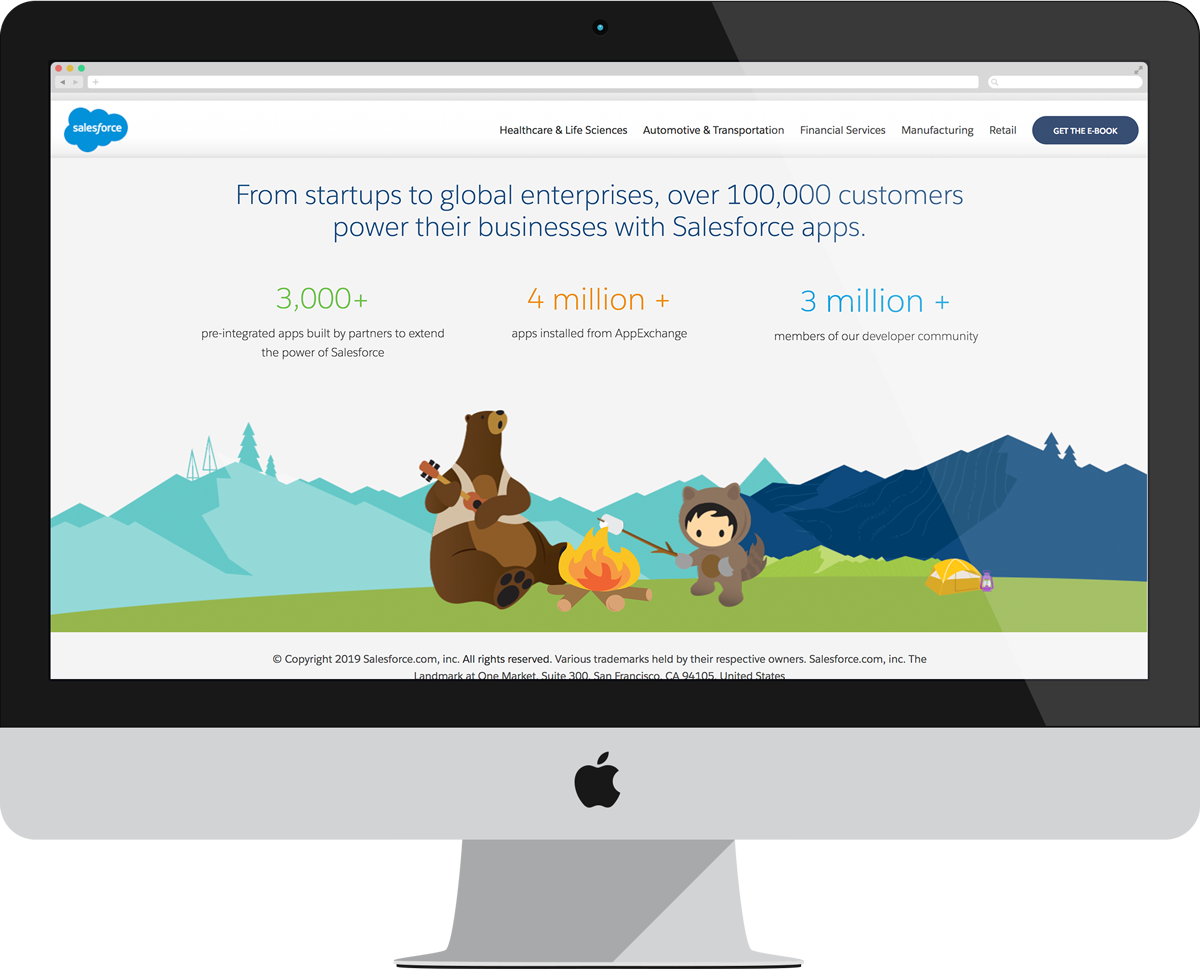 salesforce
Healthcare & Life Sciences Automotive & Transportation Financial Services Manufacturing Retail GET THE E-BOOK
From startups to global enterprises, over 100,000 customers
power their businesses with Salesforce apps.
3,000+
pre-integrated apps built by partners to extend
the power of Salesforce
4 million +
apps installed from AppExchange
3 million +
members of our developer community
© Copyright 2019 Salesforce.com, inc. All rights reserved. Various trademarks held by their respective owners. Salesforce.com, inc. The
Landmark at One Market, Suite 300, San Francisco, CA 94105, United States